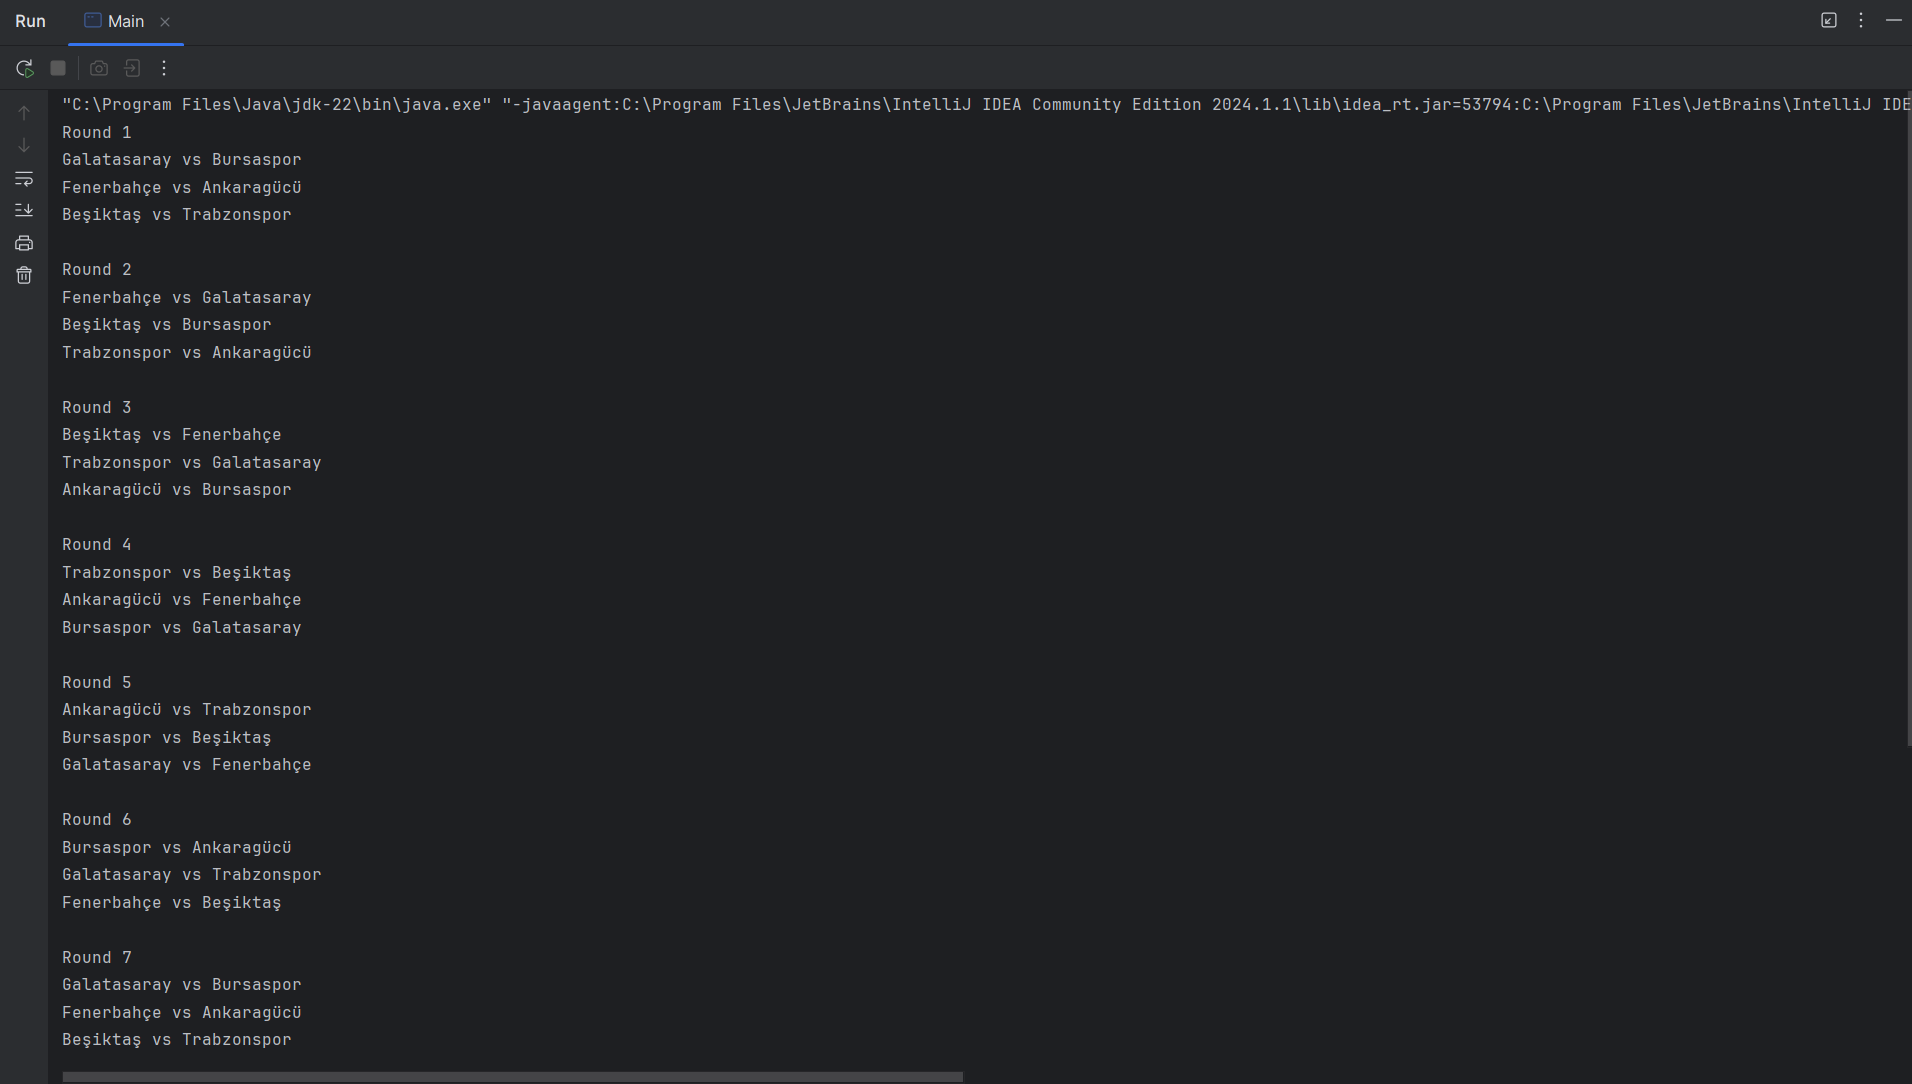 Run Main
"C:\Program Files\Java\jdk-22\bin\java.exe" "-javaagent:C:\Program Files\JetBrains\IntelliJ IDEA Community Edition 2024.1.1\lib\idea_rt.jar=53794:C:\Program Files\JetBrains\IntelliJ IDE
Round 1
Galatasaray vs Bursaspor
Fenerbahçe vs Ankaragücü
Beşiktaş vs Trabzonspor
Round 2
Fenerbahçe vs Galatasaray
Beşiktaş vs Bursaspor
Trabzonspor vs Ankaragücü
Round 3
Beşiktaş vs Fenerbahçe
Trabzonspor vs Galatasaray
Ankaragücü vs Bursaspor
Round 4
Trabzonspor vs Beşiktaş
Ankaragücü vs Fenerbahçe
Bursaspor vs Galatasaray
Round 5
Ankaragücü vs Trabzonspor
Bursaspor vs Beşiktaş
Galatasaray vs Fenerbahçe
Round 6
Bursaspor vs Ankaragücü
Galatasaray vs Trabzonspor
Fenerbahçe vs Beşiktaş
Round 7
Galatasaray vs Bursaspor
Fenerbahçe vs Ankaragücü
Beşiktaş vs Trabzonspor